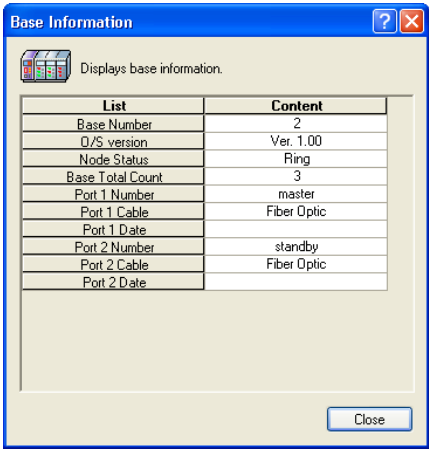 Base Information
Displays base information.
List Content
Base Number 2
O/S version Ver. 1.00
Node Status Ring
Base Total Count 3
Port 1 Number master
Port 1 Cable Fiber Optic
Port 1 Date
Port 2 Number standby
Port 2 Cable Fiber Optic
Port 2 Date
Close